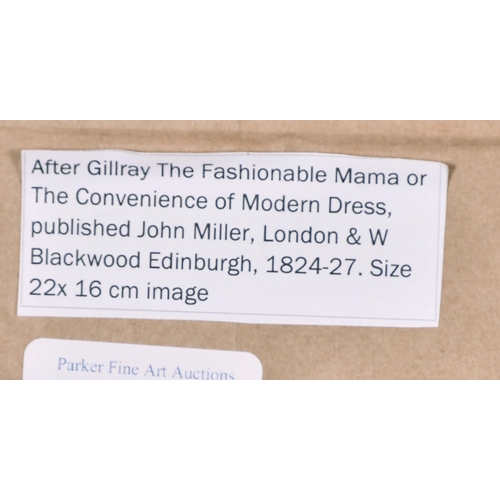 After Gillray The Fashionable Mama or
The Convenience of Modern Dress,
published John Miller, London & W
Blackwood Edinburgh, 1824-27. Size
22x 16 cm image
Parker Fine Art Auctions